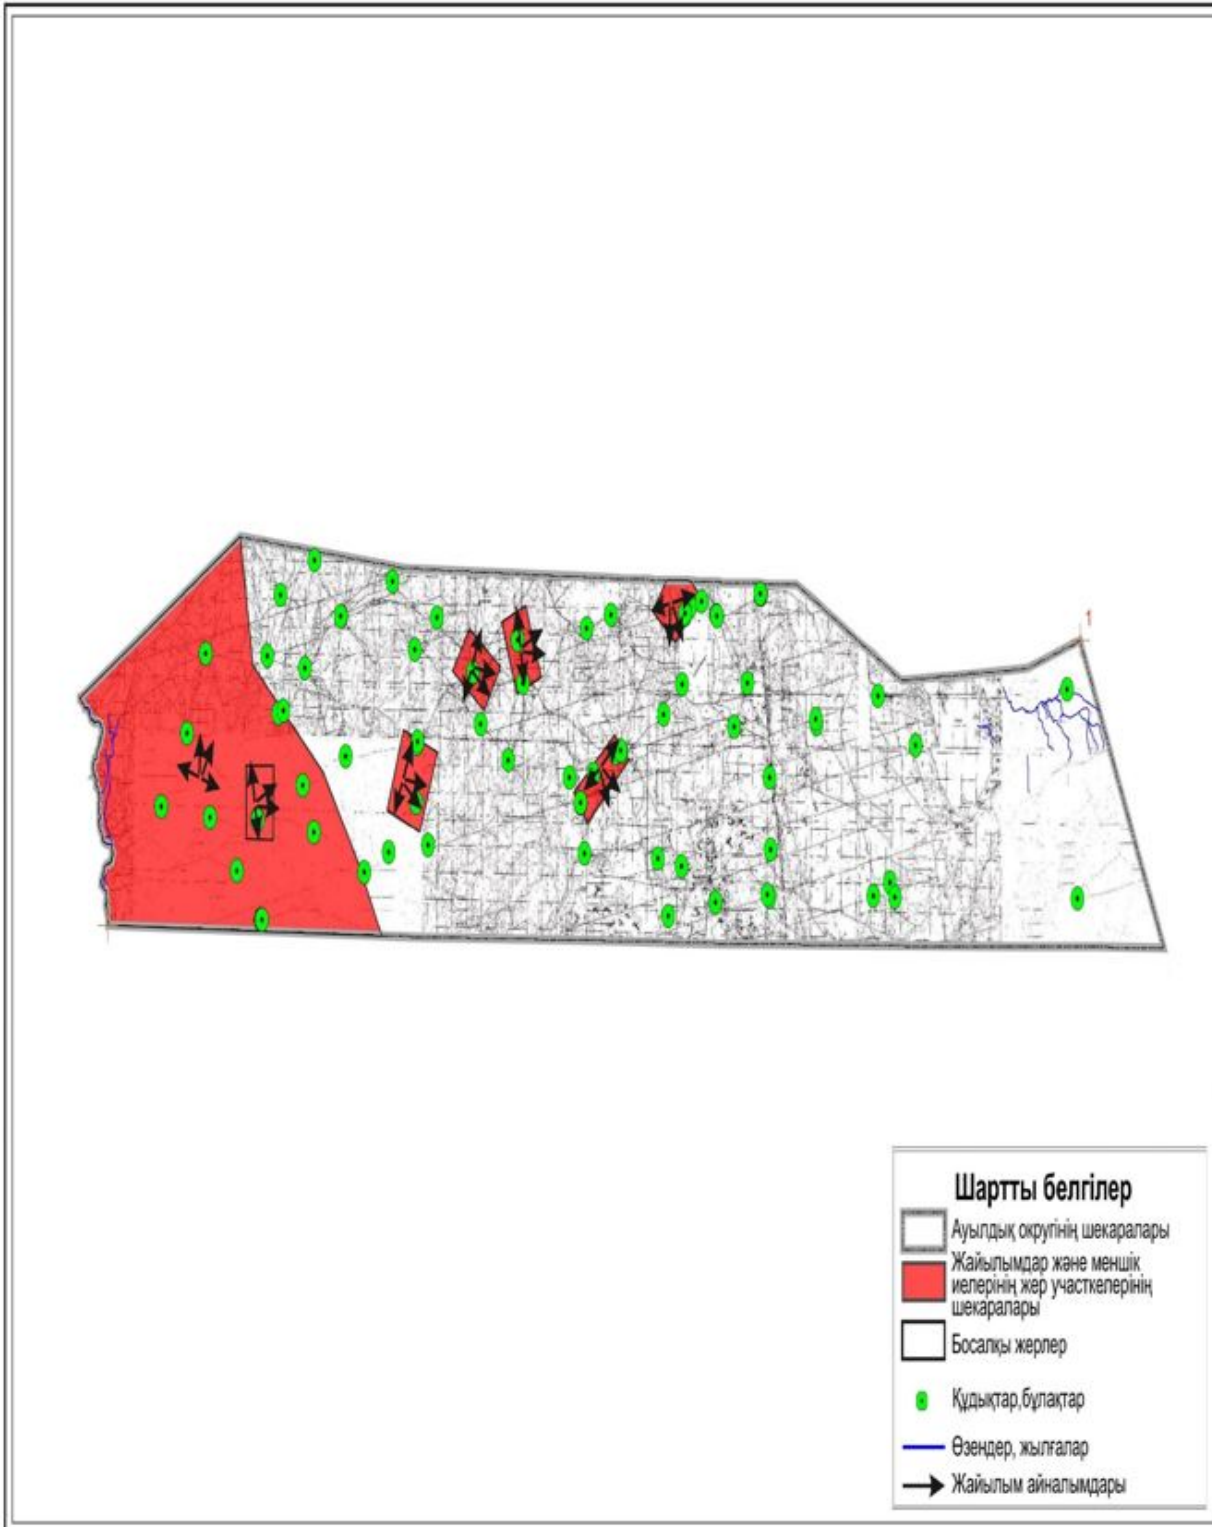 1
Шартты белгілер
Ауылдық округінің шекаралары
Жайылымдар және меншік
иелерінің жер участкелерінің
шекаралары
Босалқы жерлер
Құдықтар,бұлақтар
Өзендер, жылғалар
Жайылым айналымдары